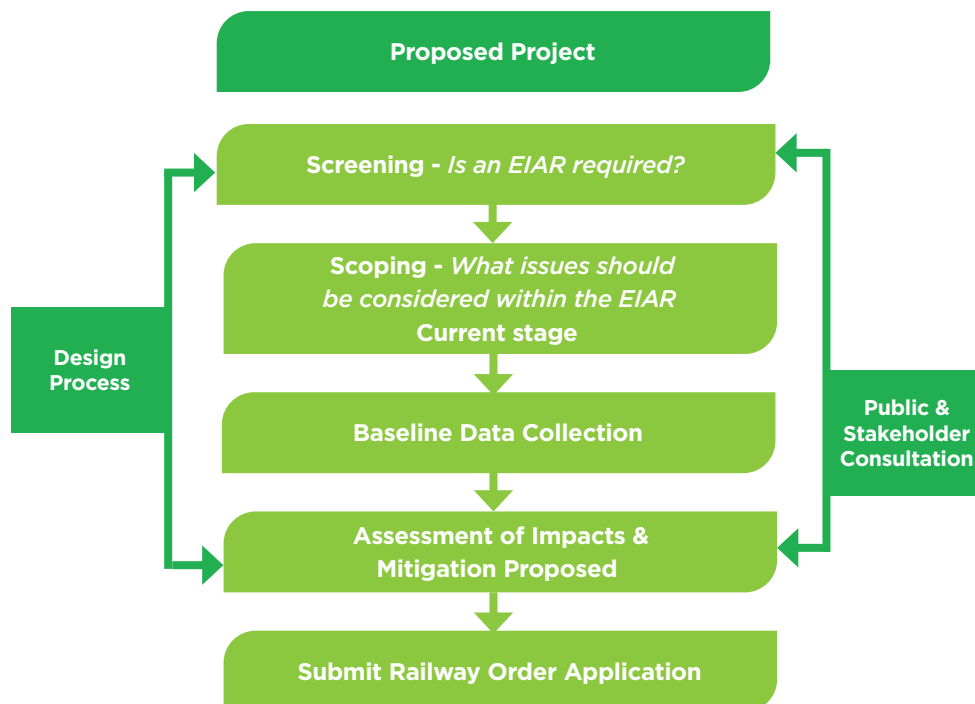 Proposed Project
Screening - Is an EIAR required?
Scoping - What issues should
be considered within the EIAR
Current stage
Design
Process
Baseline Data Collection
Public &
Stakeholder
Consultation
Assessment of Impacts &
Mitigation Proposed
Submit Railway Order Application